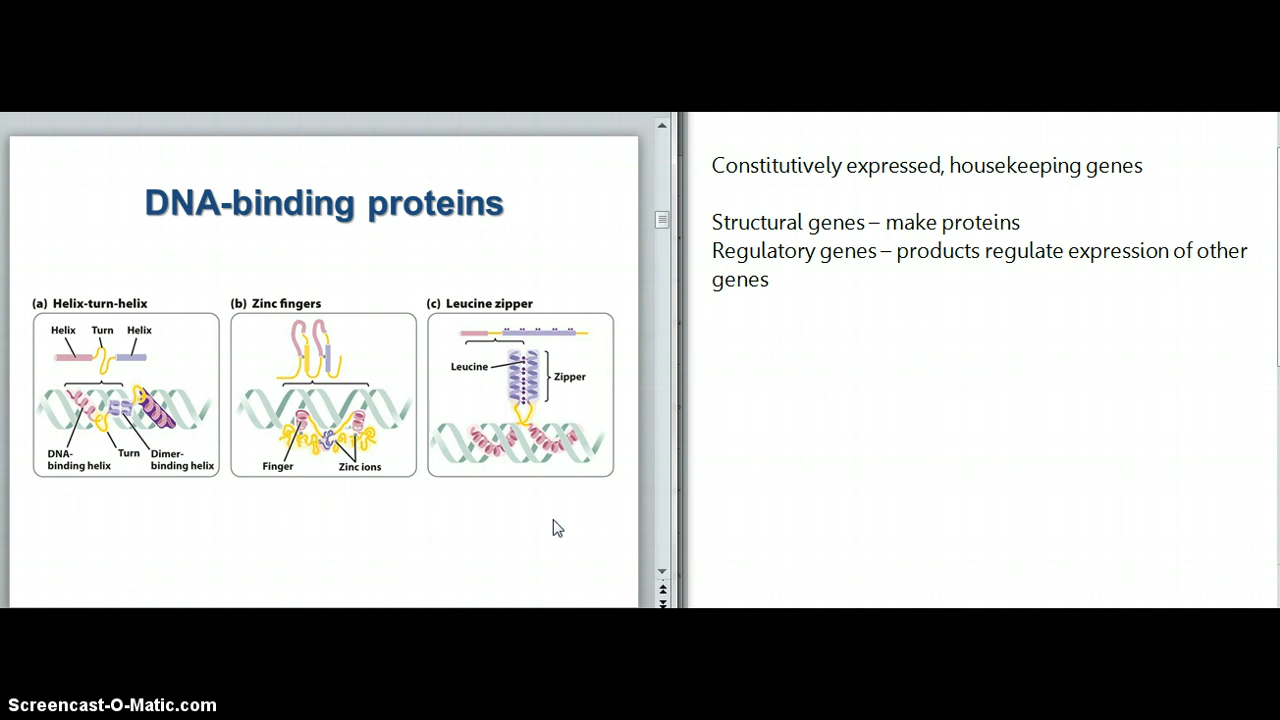 DNA-binding proteins
(a) Helix-turn-helix
Helix Turn Helix
DNA-
binding helix
Turn
Dimer-
binding helix
(b) Zinc fingers
Finger
Zinc ions
(c) Leucine zipper
Leucine
Zipper
Constitutively expressed, housekeeping genes
Structural genes – make proteins
Regulatory genes – products regulate expression of other
genes
Screencast-O-Matic.com